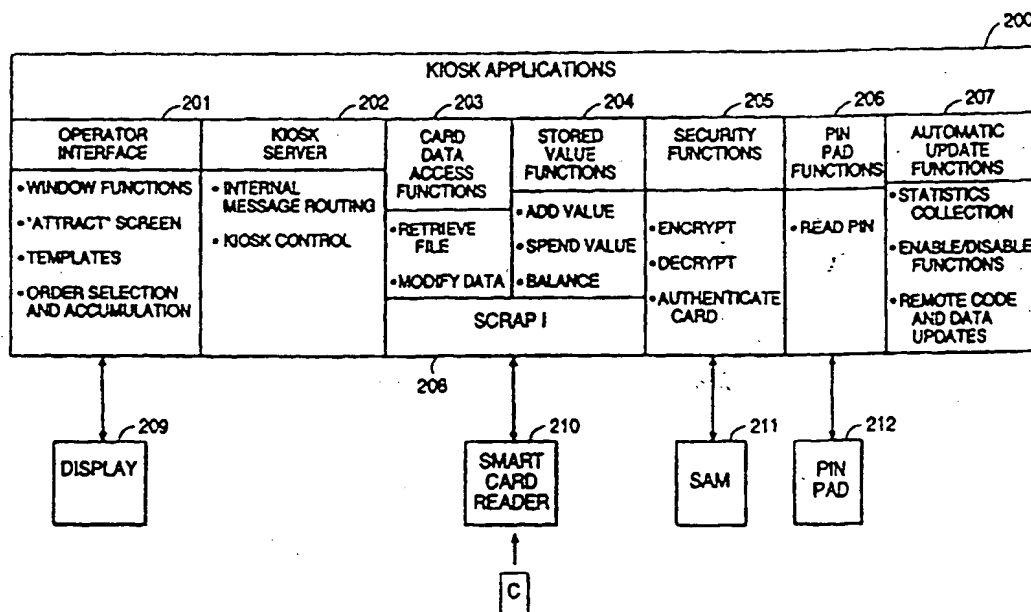 200
KIOSK APPLICATIONS
201
202
203
204
205
206
207
OPERATOR
INTERFACE
• WINDOW FUNCTIONS
• "ATTRACT" SCREEN
• TEMPLATES
• ORDER SELECTION
AND ACCUMULATION
KIOSK
SERVER
• INTERNAL
MESSAGE ROUTING
• KIOSK CONTROL
CARD
DATA
ACCESS
FUNCTIONS
• RETRIEVE
FILE
• MODIFY DATA
STORED
VALUE
FUNCTIONS
• ADD VALUE
• SPEND VALUE
• BALANCE
SCRAP I
SECURITY
FUNCTIONS
• ENCRYPT
• DECRYPT
• AUTHENTICATE
CARD
PIN
PAD
FUNCTIONS
• READ PIN
AUTOMATIC
UPDATE
FUNCTIONS
• STATISTICS
COLLECTION
• ENABLE/DISABLE
FUNCTIONS
• REMOTE CODE
AND DATA
UPDATES
208
209
DISPLAY
210
SMART
CARD
READER
211
SAM
212
PIN
PAD
C